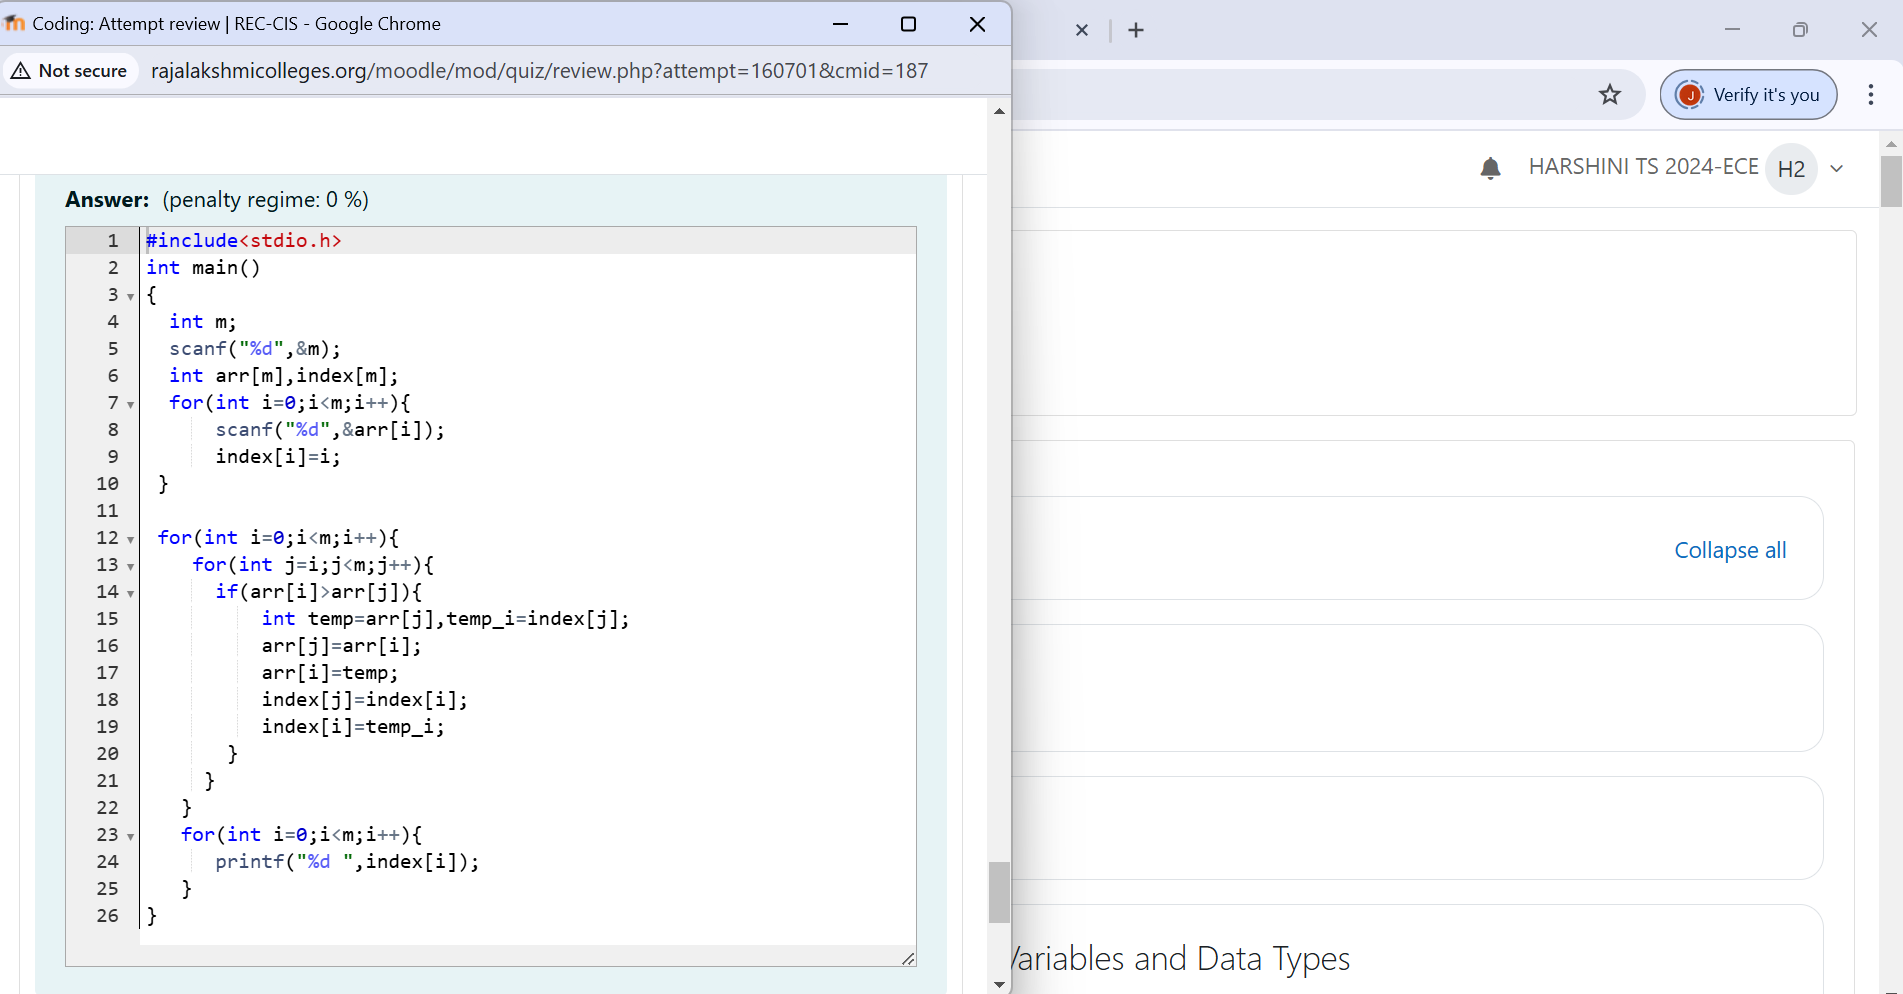 Coding: Attempt review | REC-CIS - Google Chrome
Not secure rajalakshmicolleges.org/moodle/mod/quiz/review.php?attempt=160701&cmid=187
Verify it's you
J
HARSHINI TS 2024-ECE H2
Answer: (penalty regime: 0 %)
1 #include<stdio.h>
2 int main()
3 {
4 int m;
5 scanf("%d",&m);
6 int arr[m],index[m];
7 for(int i=0;i<m;i++){
8 scanf("%d",&arr[i]);
9 index[i]=i;
10 }
11
12 for(int i=0;i<m;i++){
13 for(int j=i;j<m;j++){
14 if(arr[i]>arr[j]){
15 int temp=arr[j],temp_i=index[j];
16 arr[j]=arr[i];
17 arr[i]=temp;
18 index[j]=index[i];
19 index[i]=temp_i;
20 }
21 }
22 }
23 for(int i=0;i<m;i++){
24 printf("%d ",index[i]);
25 }
26 }
Collapse all
Variables and Data Types